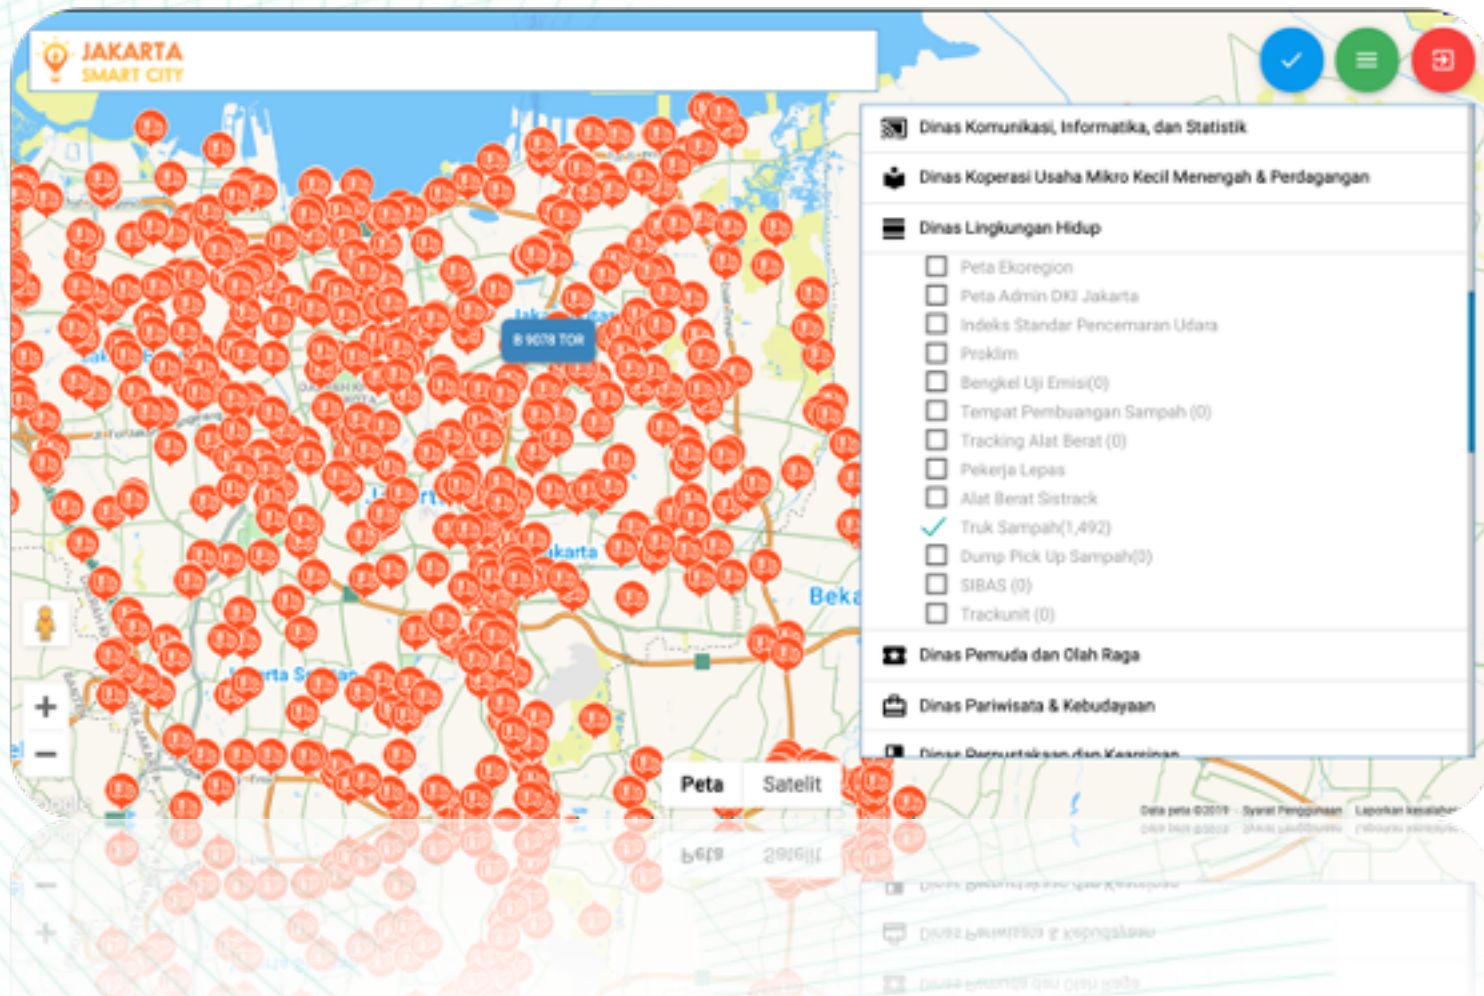 JAKARTA
SMART CITY
Dinas Komunikasi, Informatika, dan Statistik
Dinas Koperasi Usaha Mikro Kecil Menengah & Perdagangan
Dinas Lingkungan Hidup
Peta Ekoregion
Peta Admin DKI Jakarta
Indeks Standar Pencemaran Udara
Proklim
Bengkel Uji Emisi(0)
Tempat Pembuangan Sampah (0)
Tracking Alat Berat (0)
Pekerja Lepas
Alat Berat Sistrack
Truk Sampah(1,492)
Dump Pick Up Sampah(0)
SIBAS (0)
Trackunit (0)
Dinas Pemuda dan Olah Raga
Dinas Pariwisata & Kebudayaan
Dinas Perpustakaan dan Kearsipan
B 9078 TOR
Beka
Peta
Satelit
Data peta ©2019
Syarat Penggunaan
Laporkan kesalahan